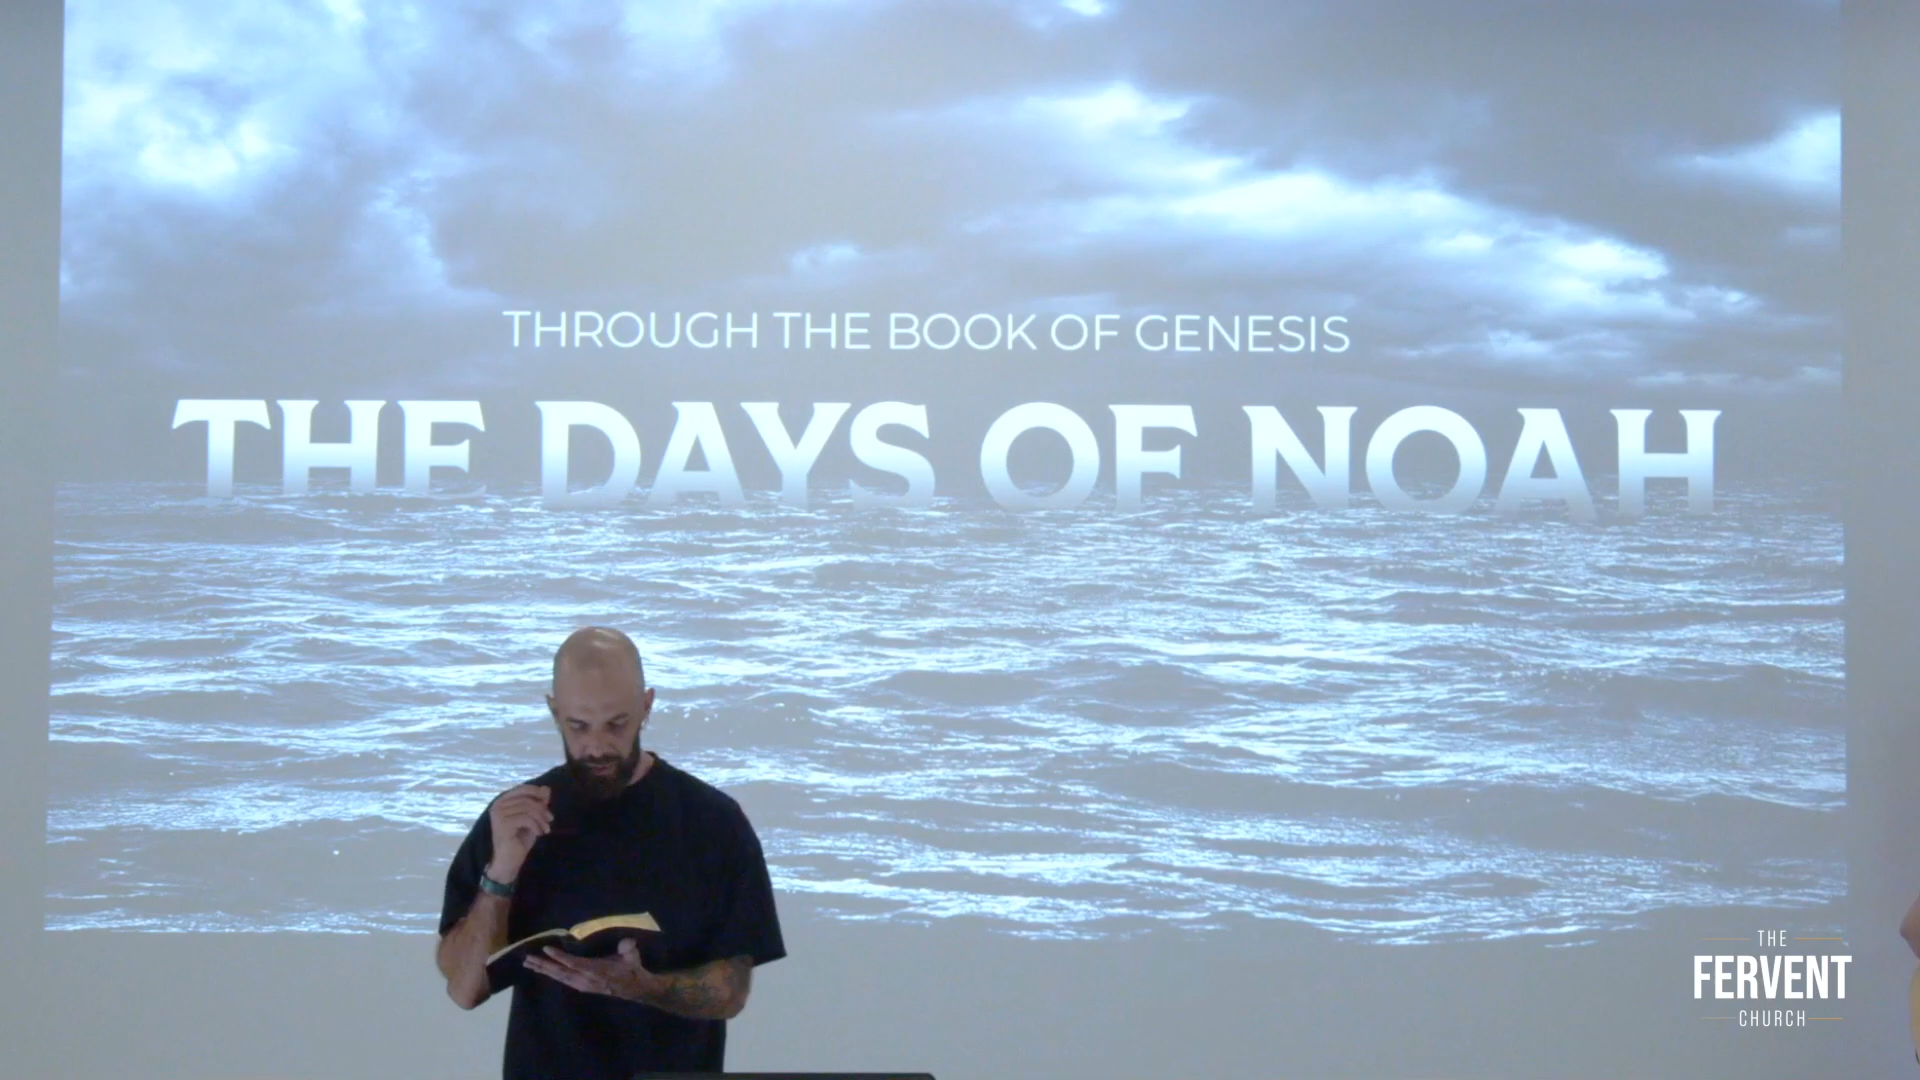 THROUGH THE BOOK OF GENESIS
THE DAYS OF NOAH
THE
FERVENT
CHURCH